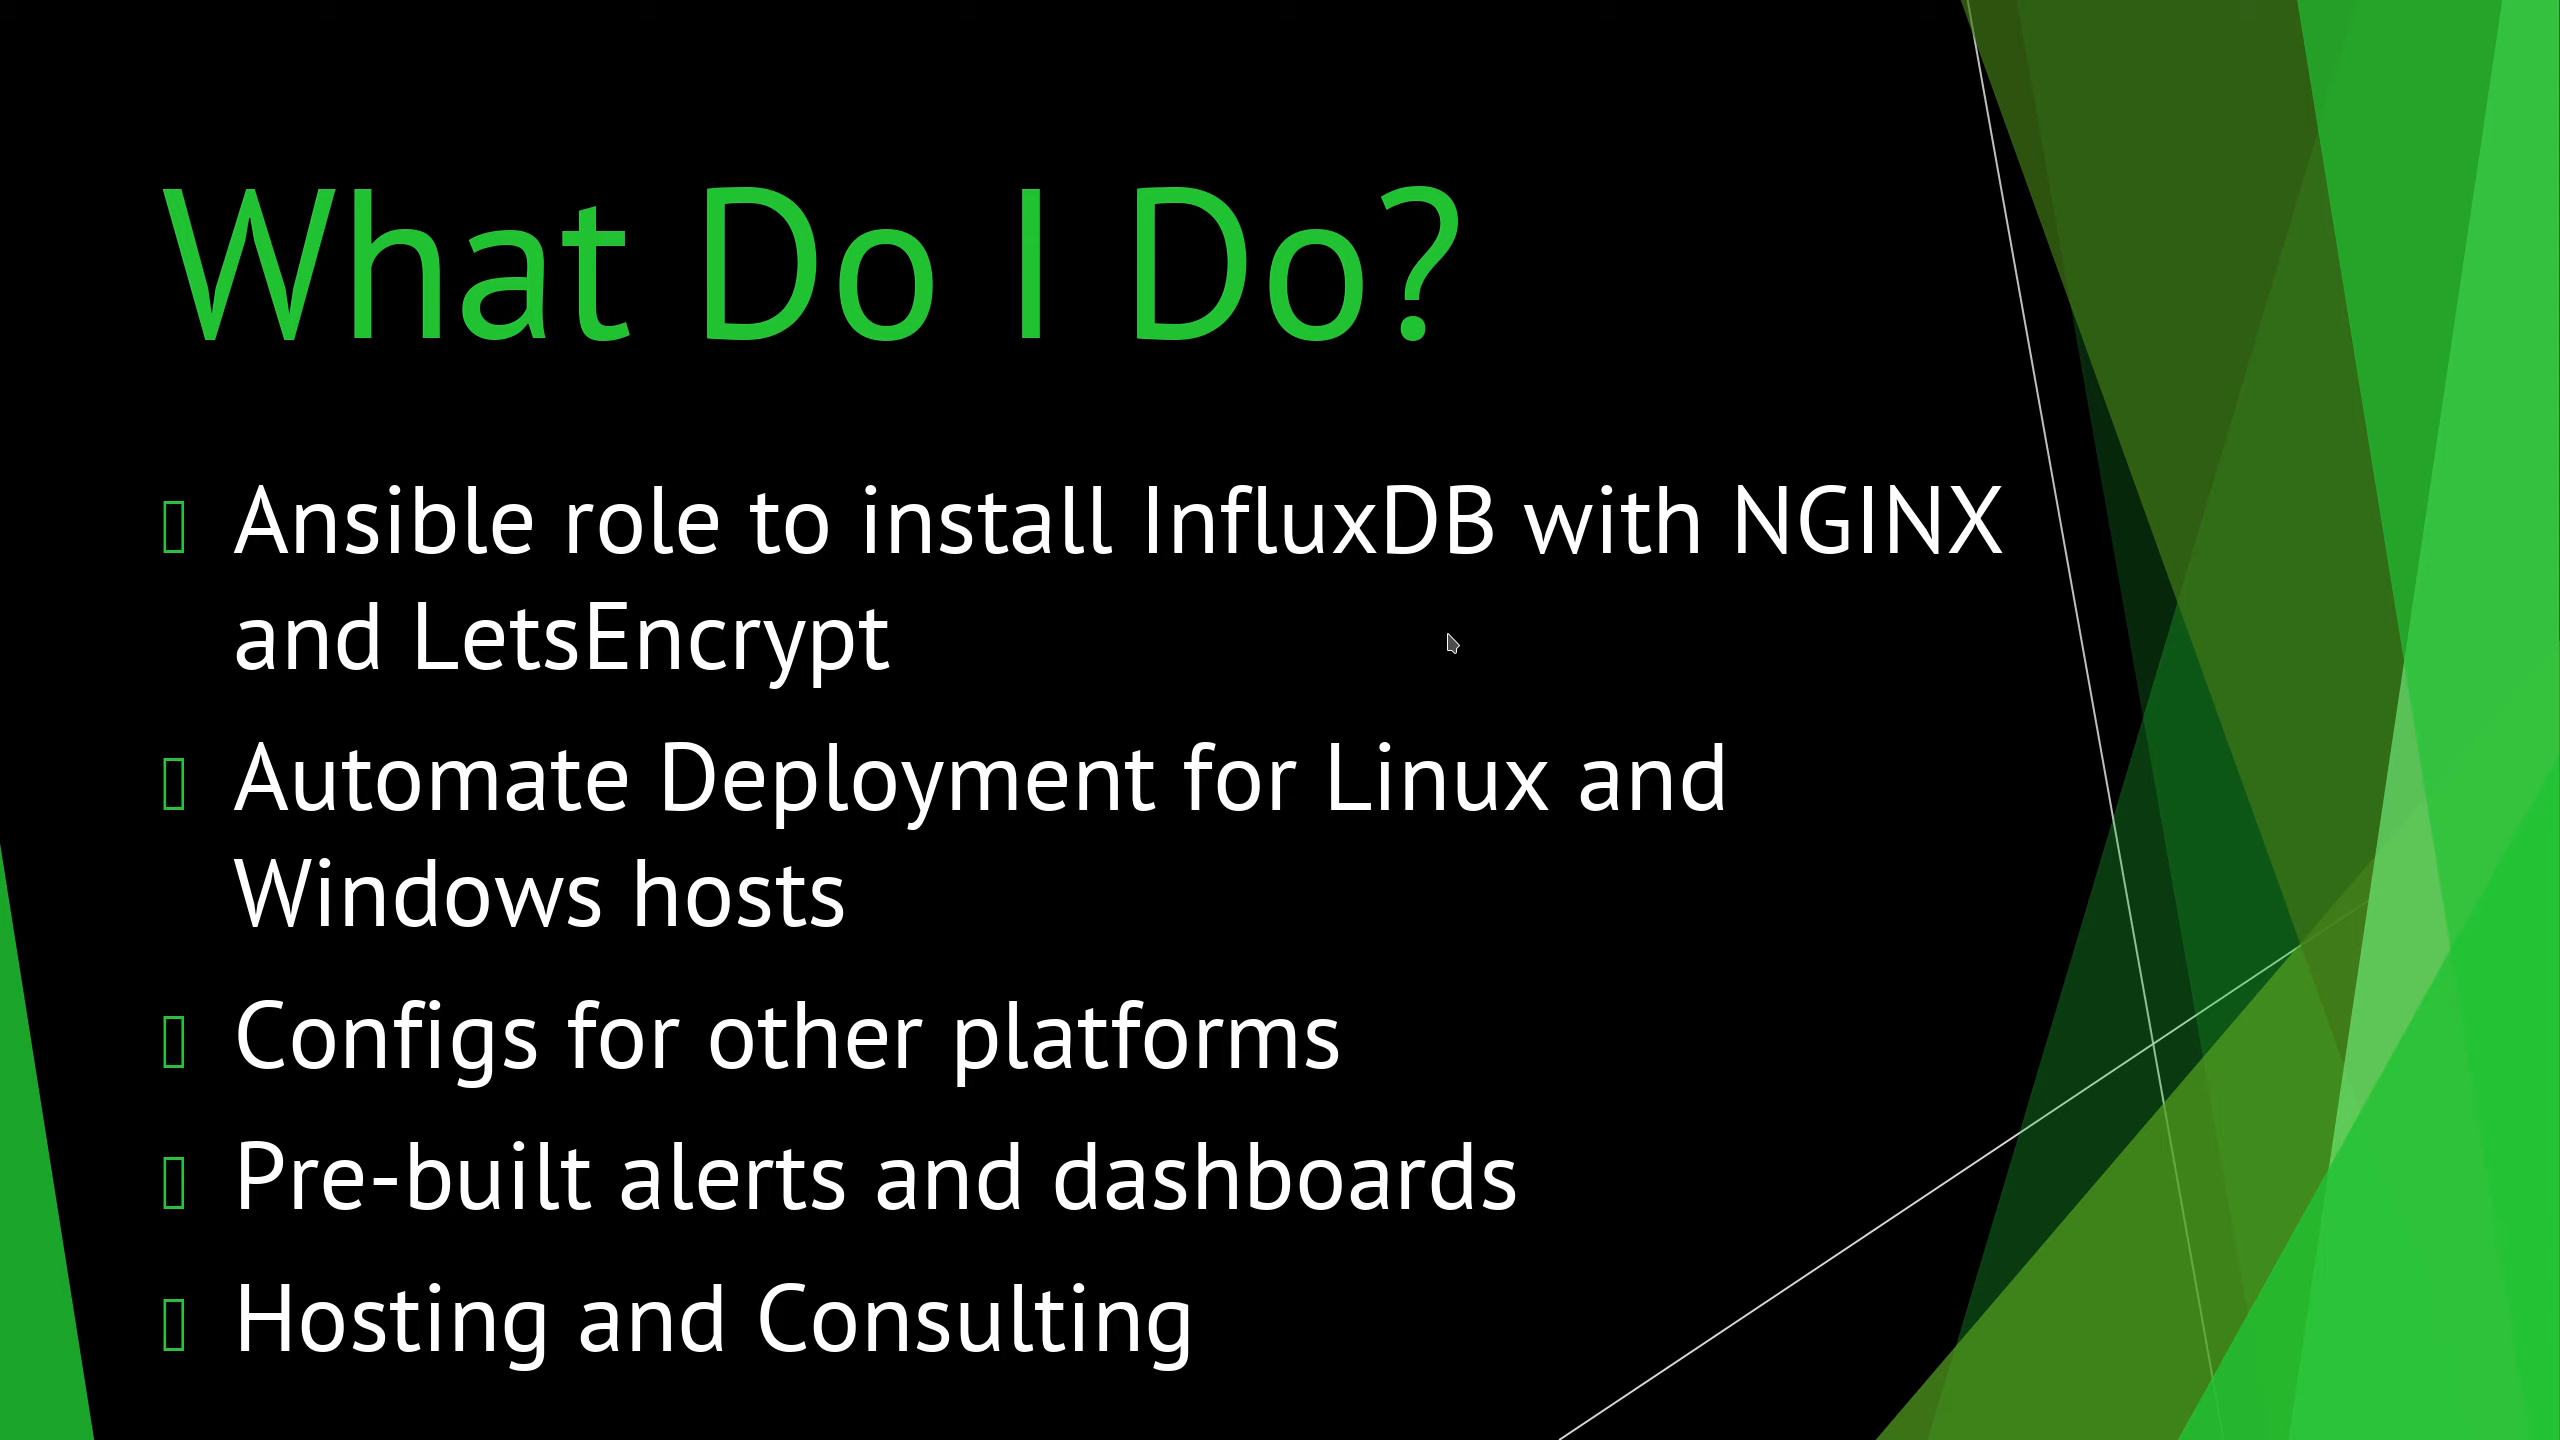 What Do I Do?
Ansible role to install InfluxDB with NGINX
and LetsEncrypt
Automate Deployment for Linux and
Windows hosts
Configs for other platforms
Pre-built alerts and dashboards
Hosting and Consulting